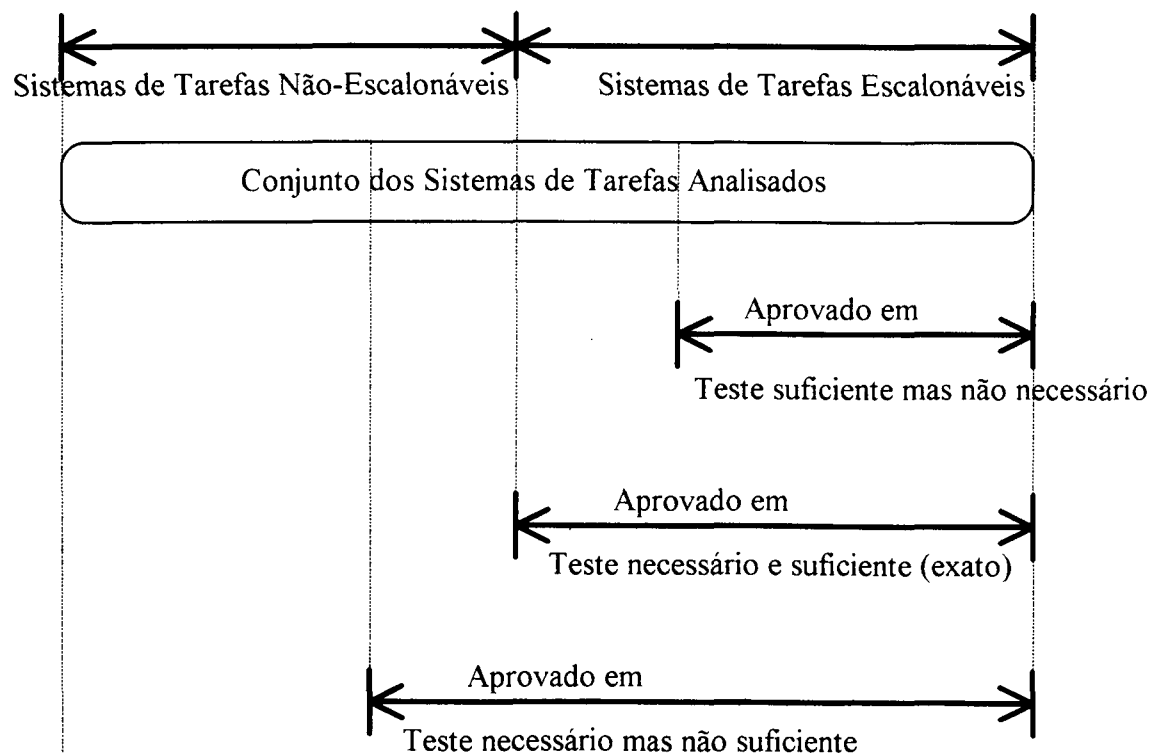 Sistemas de Tarefas Não-Escalonáveis
Sistemas de Tarefas Escalonáveis
Conjunto dos Sistemas de Tarefas Analisados
Aprovado em
Teste suficiente mas não necessário
Aprovado em
Teste necessário e suficiente (exato)
Aprovado em
Teste necessário mas não suficiente